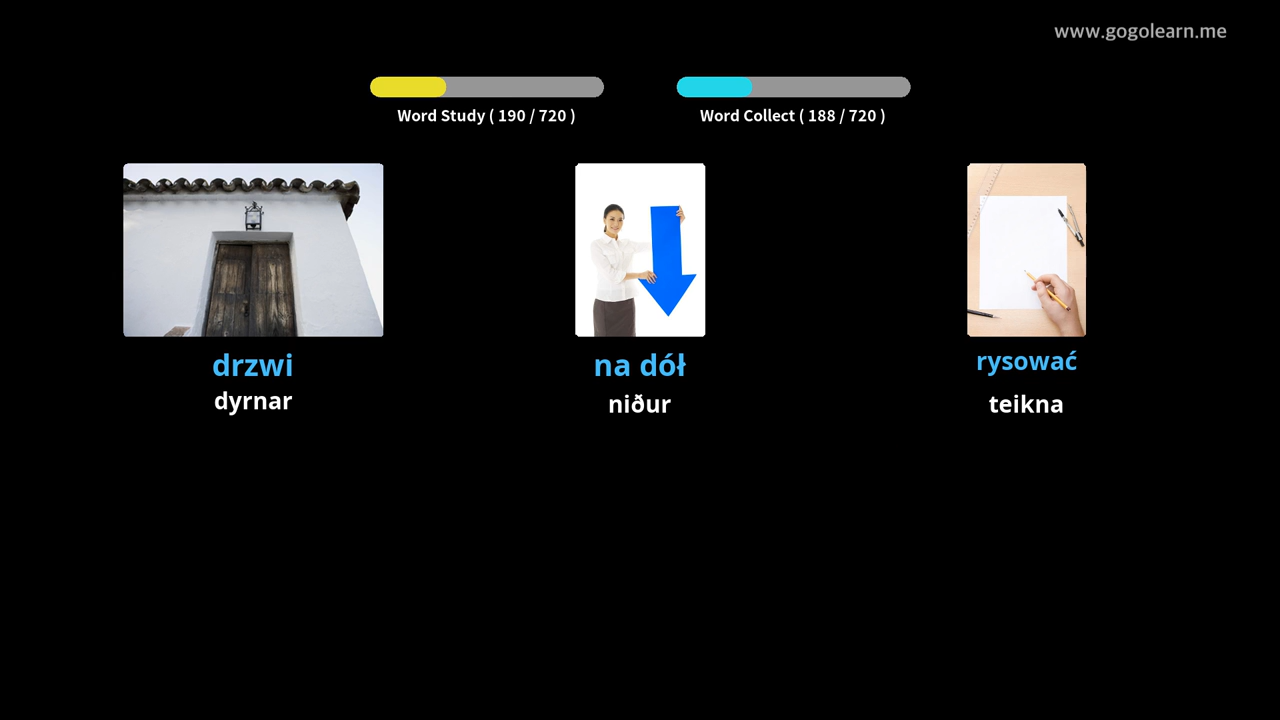 www.gogolearn.me
Word Study ( 190 / 720 )
Word Collect ( 188 / 720 )
drzwi
dyrnar
na dół
niður
rysować
teikna